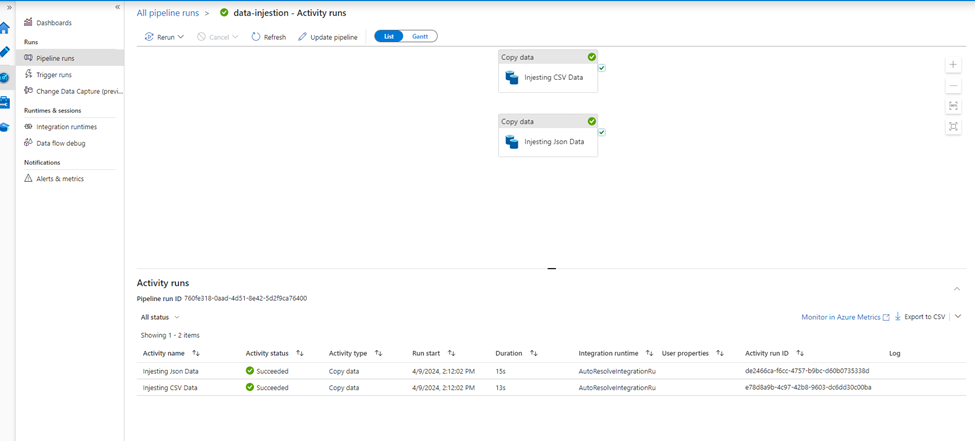 All pipeline runs > data-injestion - Activity runs
Rerun Cancel Refresh Update pipeline List Gantt
Dashboards
Runs
Pipeline runs
Trigger runs
Change Data Capture (previ...
Runtimes & sessions
Integration runtimes
Data flow debug
Notifications
Alerts & metrics
Copy data
Injesting CSV Data
Copy data
Injesting Json Data
Activity runs
Pipeline run ID 760fe318-0aad-4d51-8e42-5d2f9ca76400
All status
Monitor in Azure Metrics Export to CSV
Showing 1 - 2 items
Activity name Activity status Activity type Run start Duration Integration runtime User properties Activity run ID Log
Injesting Json Data Succeeded Copy data 4/9/2024, 2:12:02 PM 15s AutoResolveIntegrationRu de2466ca-f6cc-4757-b9bc-d60b0735338d
Injesting CSV Data Succeeded Copy data 4/9/2024, 2:12:02 PM 13s AutoResolveIntegrationRu e78d8a9b-4c97-42b8-9603-dc6dd30c00ba